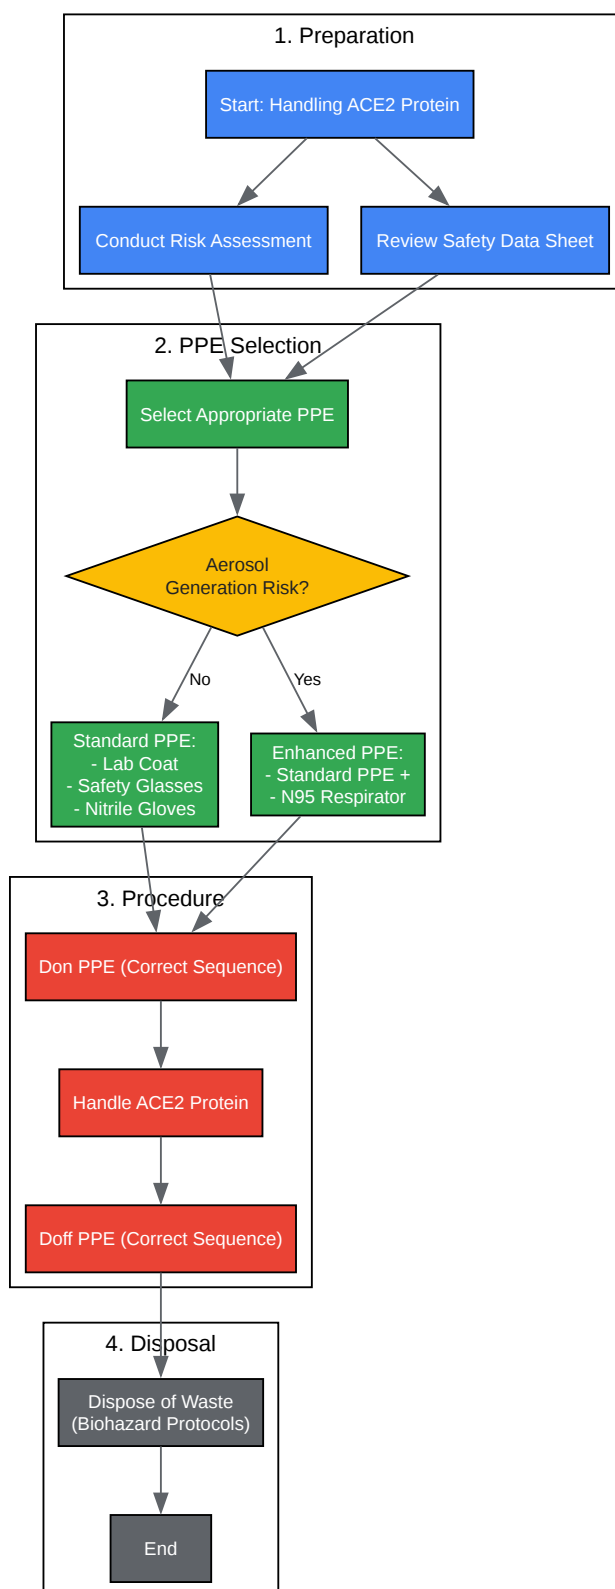 1. Preparation
Start: Handling ACE2 Protein
Conduct Risk Assessment
Review Safety Data Sheet
2. PPE Selection
Select Appropriate PPE
Aerosol
Generation Risk?
No
Yes
Standard PPE:
- Lab Coat
- Safety Glasses
- Nitrile Gloves
Enhanced PPE:
- Standard PPE +
- N95 Respirator
3. Procedure
Don PPE (Correct Sequence)
Handle ACE2 Protein
Doff PPE (Correct Sequence)
4. Disposal
Dispose of Waste
(Biohazard Protocols)
End